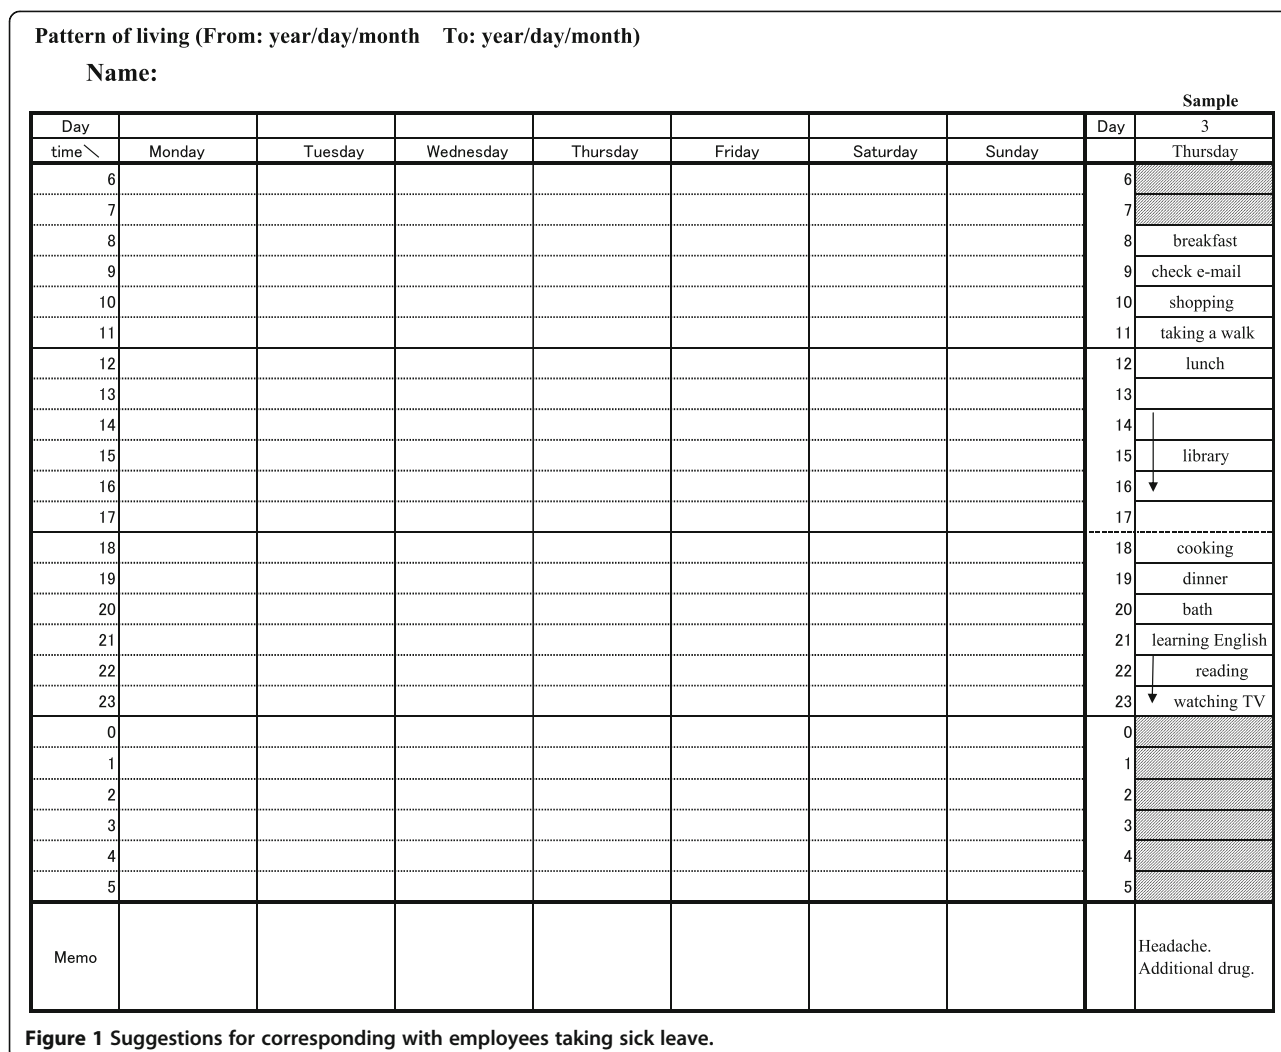 Pattern of living (From: year/day/month    To: year/day/month)
Name:
Sample
Day Day 3
time＼ Monday Tuesday Wednesday Thursday Friday Saturday Sunday Thursday
6 6
7 7
8 8 breakfast
9 9 check e-mail
10 10 shopping
11 11 taking a walk
12 12 lunch
13 13
14 14
15 15 library
16 16
17 17
18 18 cooking
19 19 dinner
20 20 bath
21 21 learning English
22 22 reading
23 23 watching TV
0 0
1 1
2 2
3 3
4 4
5 5
Memo Headache.
Additional drug.
Figure 1 Suggestions for corresponding with employees taking sick leave.